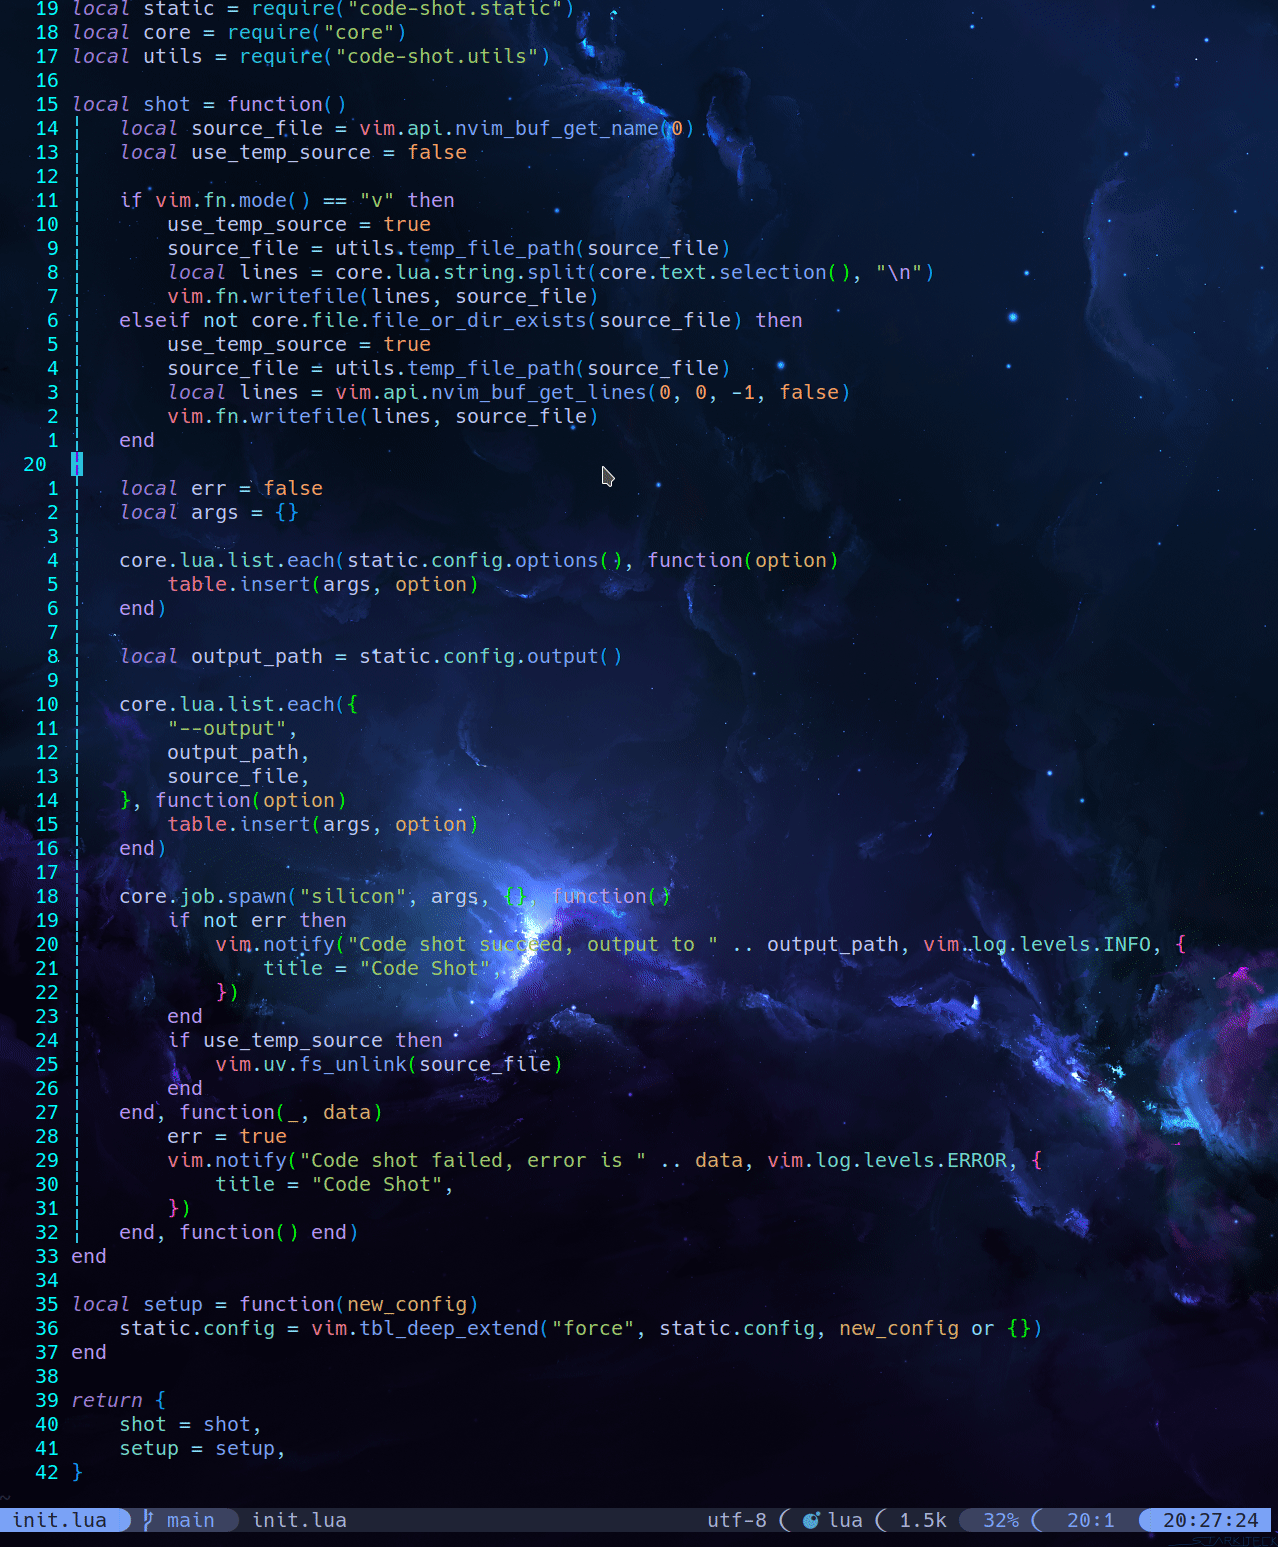 19 local static = require("code-shot.static")
18 local core = require("core")
17 local utils = require("code-shot.utils")
16
15 local shot = function()
14     local source_file = vim.api.nvim_buf_get_name(0)
13     local use_temp_source = false
12
11     if vim.fn.mode() == "v" then
10         use_temp_source = true
9         source_file = utils.temp_file_path(source_file)
8         local lines = core.lua.string.split(core.text.selection(), "\n")
7         vim.fn.writefile(lines, source_file)
6     elseif not core.file.file_or_dir_exists(source_file) then
5         use_temp_source = true
4         source_file = utils.temp_file_path(source_file)
3         local lines = vim.api.nvim_buf_get_lines(0, 0, -1, false)
2         vim.fn.writefile(lines, source_file)
1     end
20
1     local err = false
2     local args = {}
3
4     core.lua.list.each(static.config.options(), function(option)
5         table.insert(args, option)
6     end)
7
8     local output_path = static.config.output()
9
10     core.lua.list.each({
11         "--output",
12         output_path,
13         source_file,
14     }, function(option)
15         table.insert(args, option)
16     end)
17
18     core.job.spawn("silicon", args, {}, function()
19         if not err then
20             vim.notify("Code shot succeed, output to " .. output_path, vim.log.levels.INFO, {
21                 title = "Code Shot",
22             })
23         end
24         if use_temp_source then
25             vim.uv.fs_unlink(source_file)
26         end
27     end, function(_, data)
28         err = true
29         vim.notify("Code shot failed, error is " .. data, vim.log.levels.ERROR, {
30             title = "Code Shot",
31         })
32     end, function() end)
33 end
34
35 local setup = function(new_config)
36     static.config = vim.tbl_deep_extend("force", static.config, new_config or {})
37 end
38
39 return {
40     shot = shot,
41     setup = setup,
42 }
~
init.lua main init.lua utf-8 lua 1.5k 32% 20:1 20:27:24